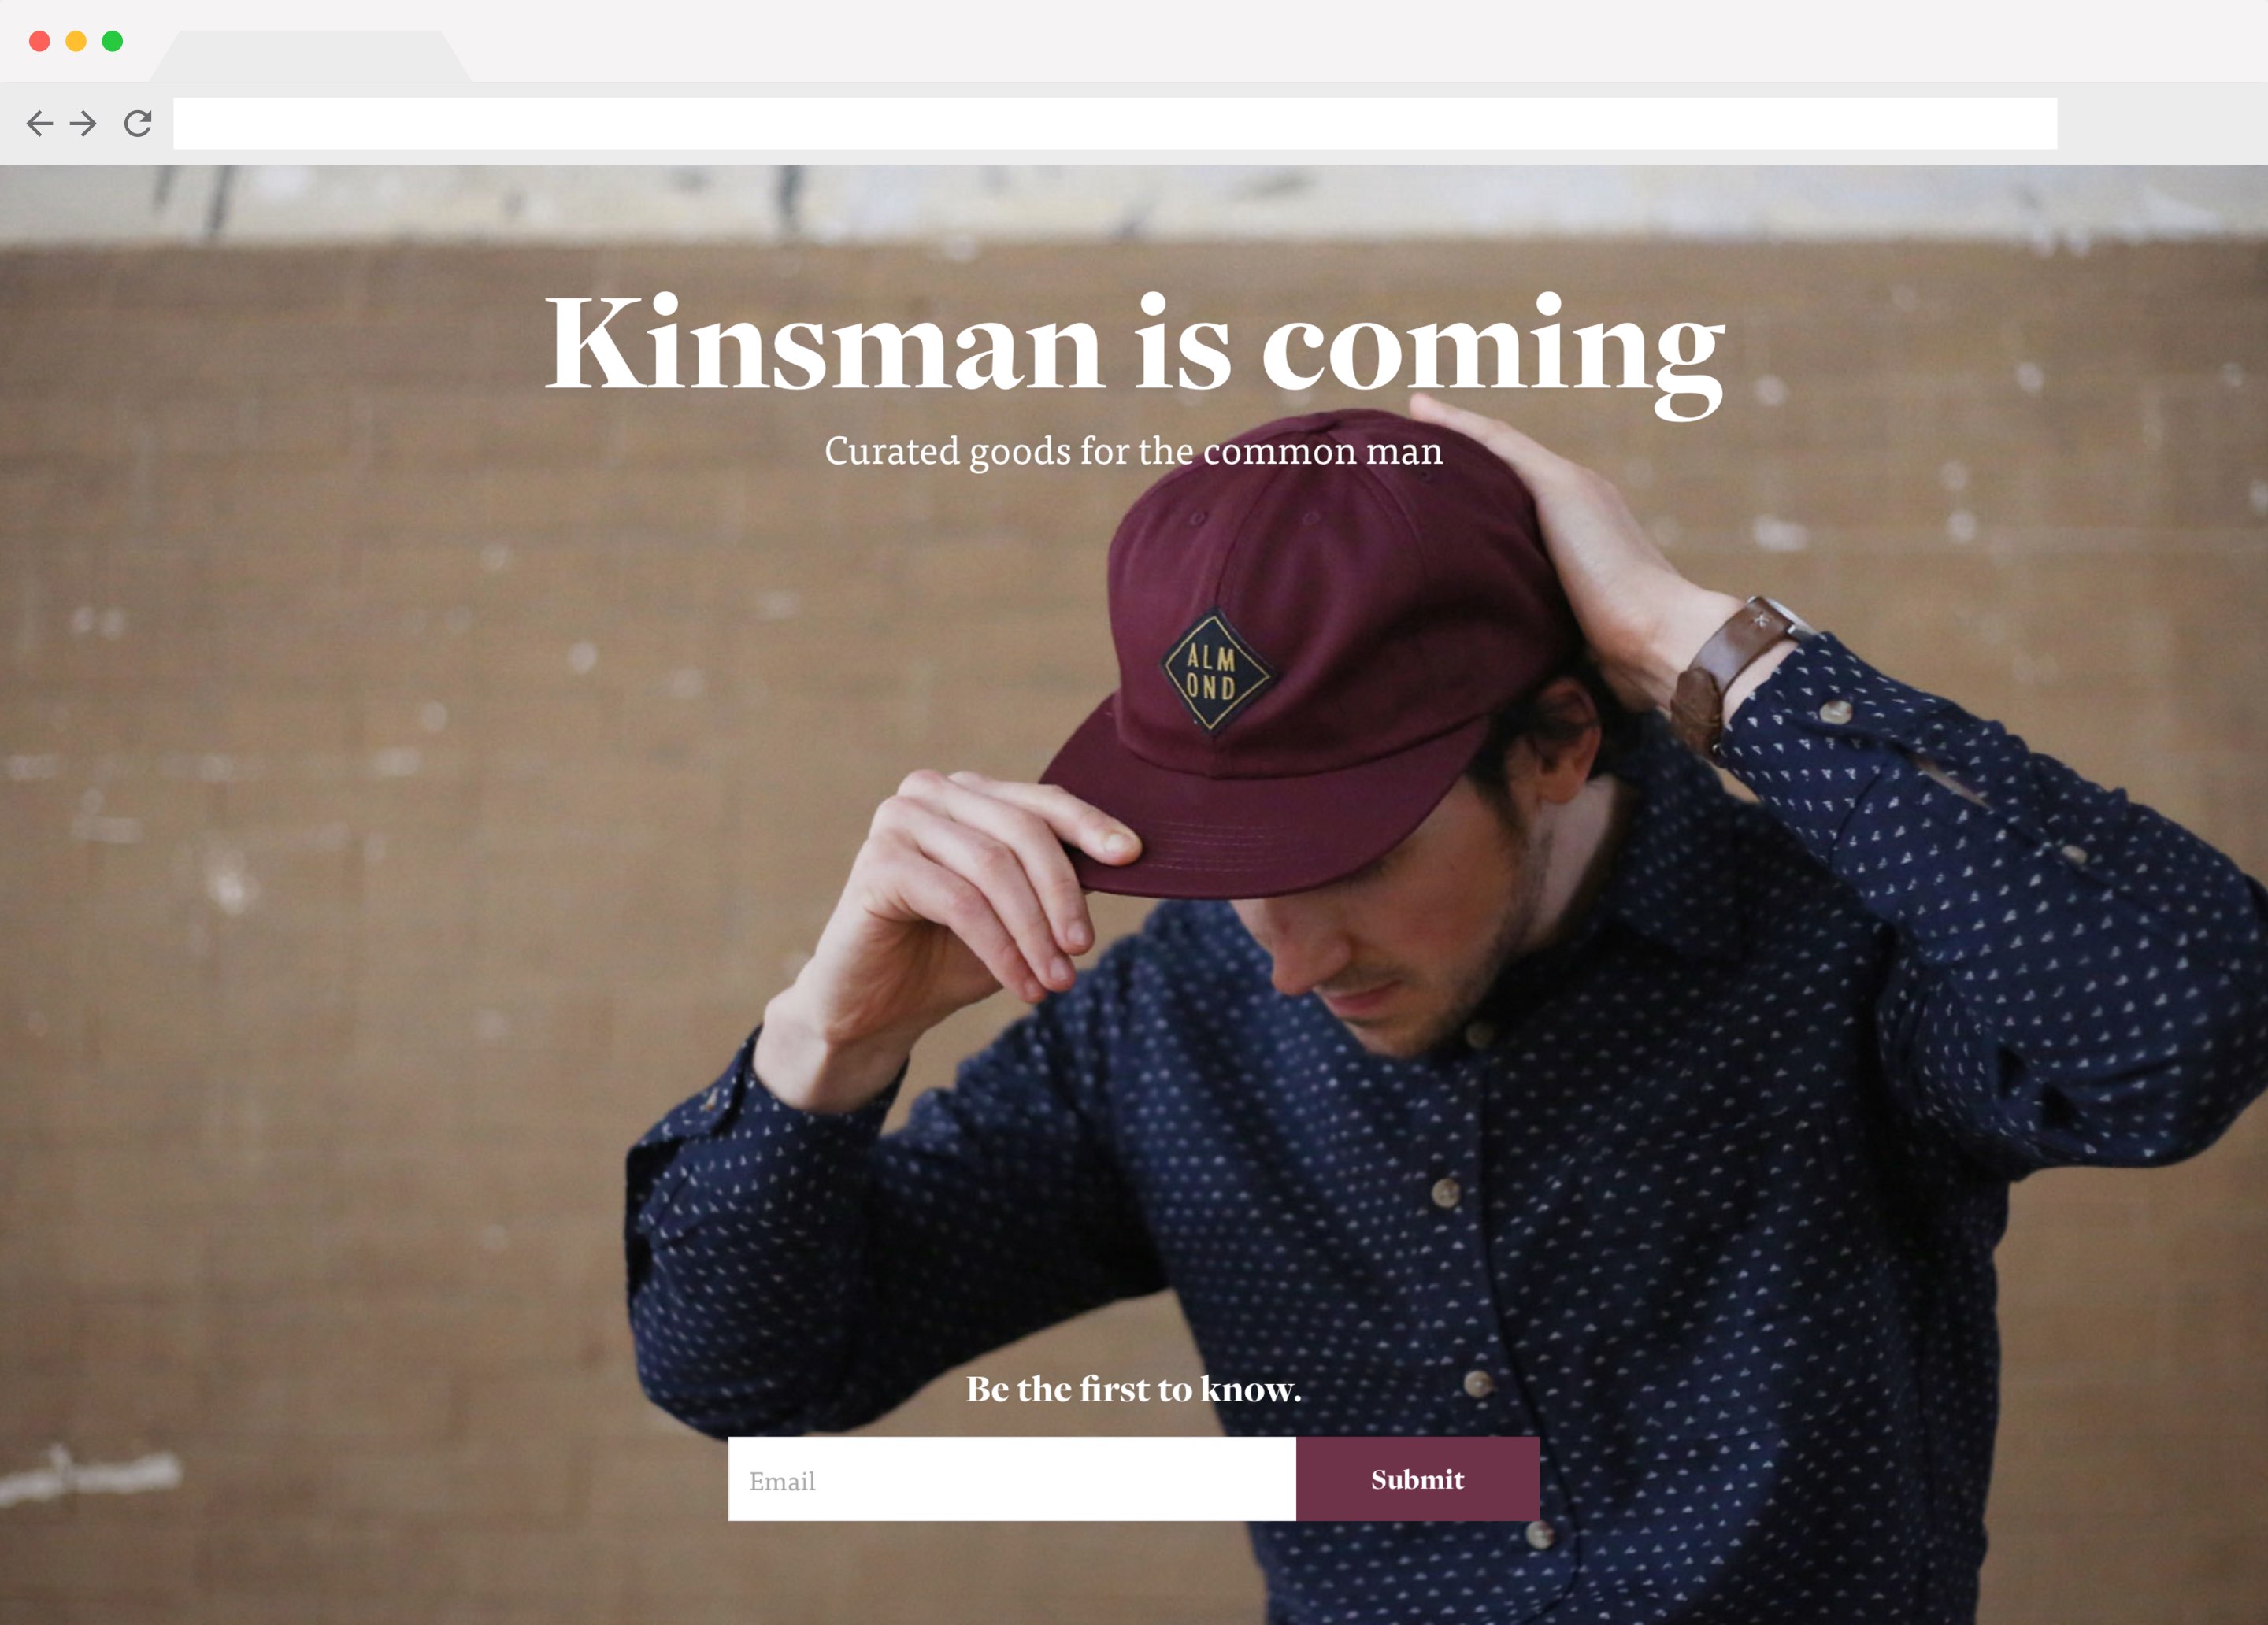 Kinsman is coming
Curated goods for the common man
ALM
OND
Be the first to know.
Email
Submit